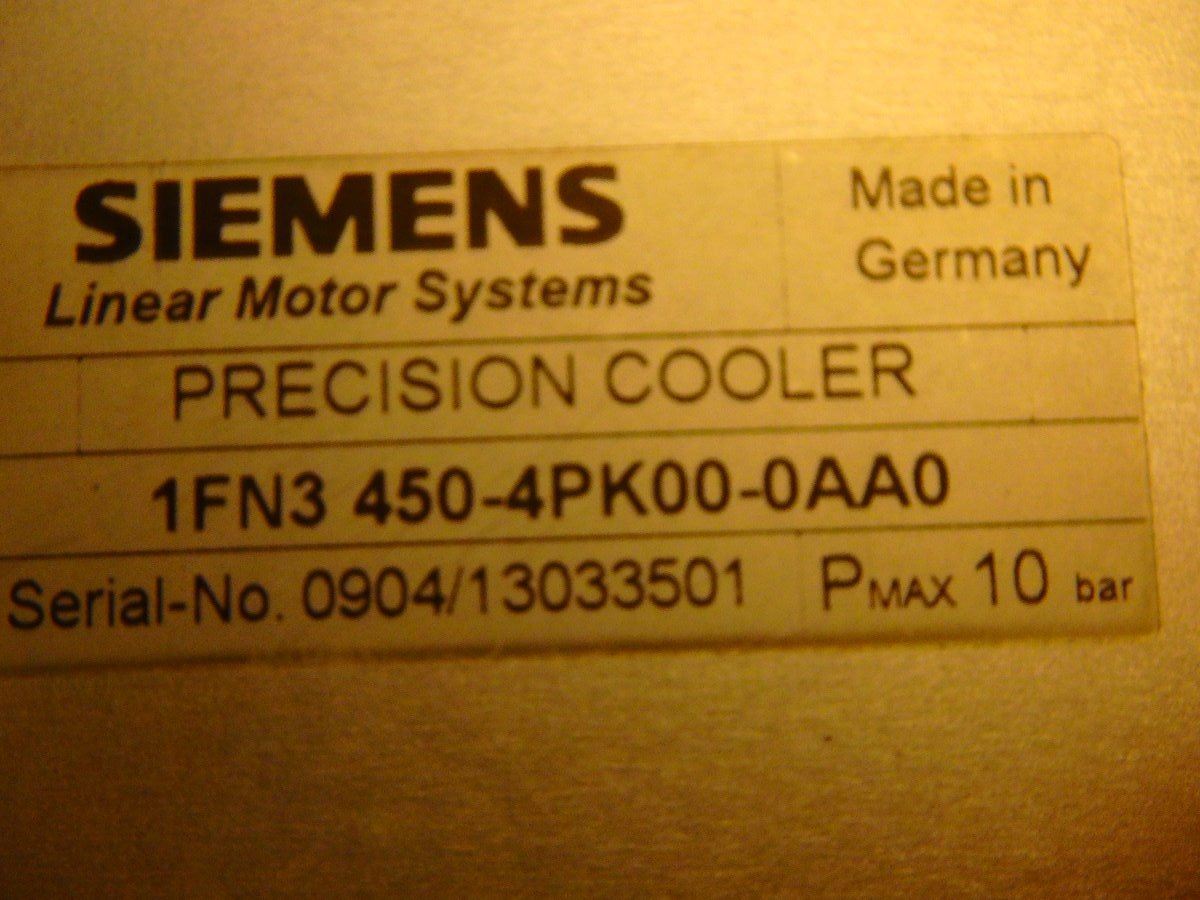 SIEMENS
Linear Motor Systems
Made in
Germany
PRECISION COOLER
1FN3 450-4PK00-0AA0
Serial-No. 0904/13033501 PMAX 10 bar